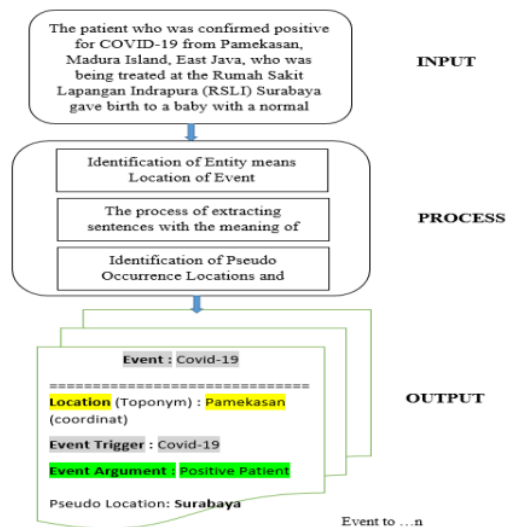 The patient who was confirmed positive
for COVID-19 from Pamekasan,
Madura Island, East Java, who was
being treated at the Rumah Sakit
Lapangan Indrapura (RSLI) Surabaya
gave birth to a baby with a normal
INPUT
Identification of Entity means
Location of Event
The process of extracting
sentences with the meaning of
Identification of Pseudo
Occurrence Locations and
PROCESS
Event : Covid-19
==============================
Location (Toponym) : Pamekasan
(coordinat)
Event Trigger : Covid-19
Event Argument : Positive Patient
Pseudo Location: Surabaya
OUTPUT
Event to ...n